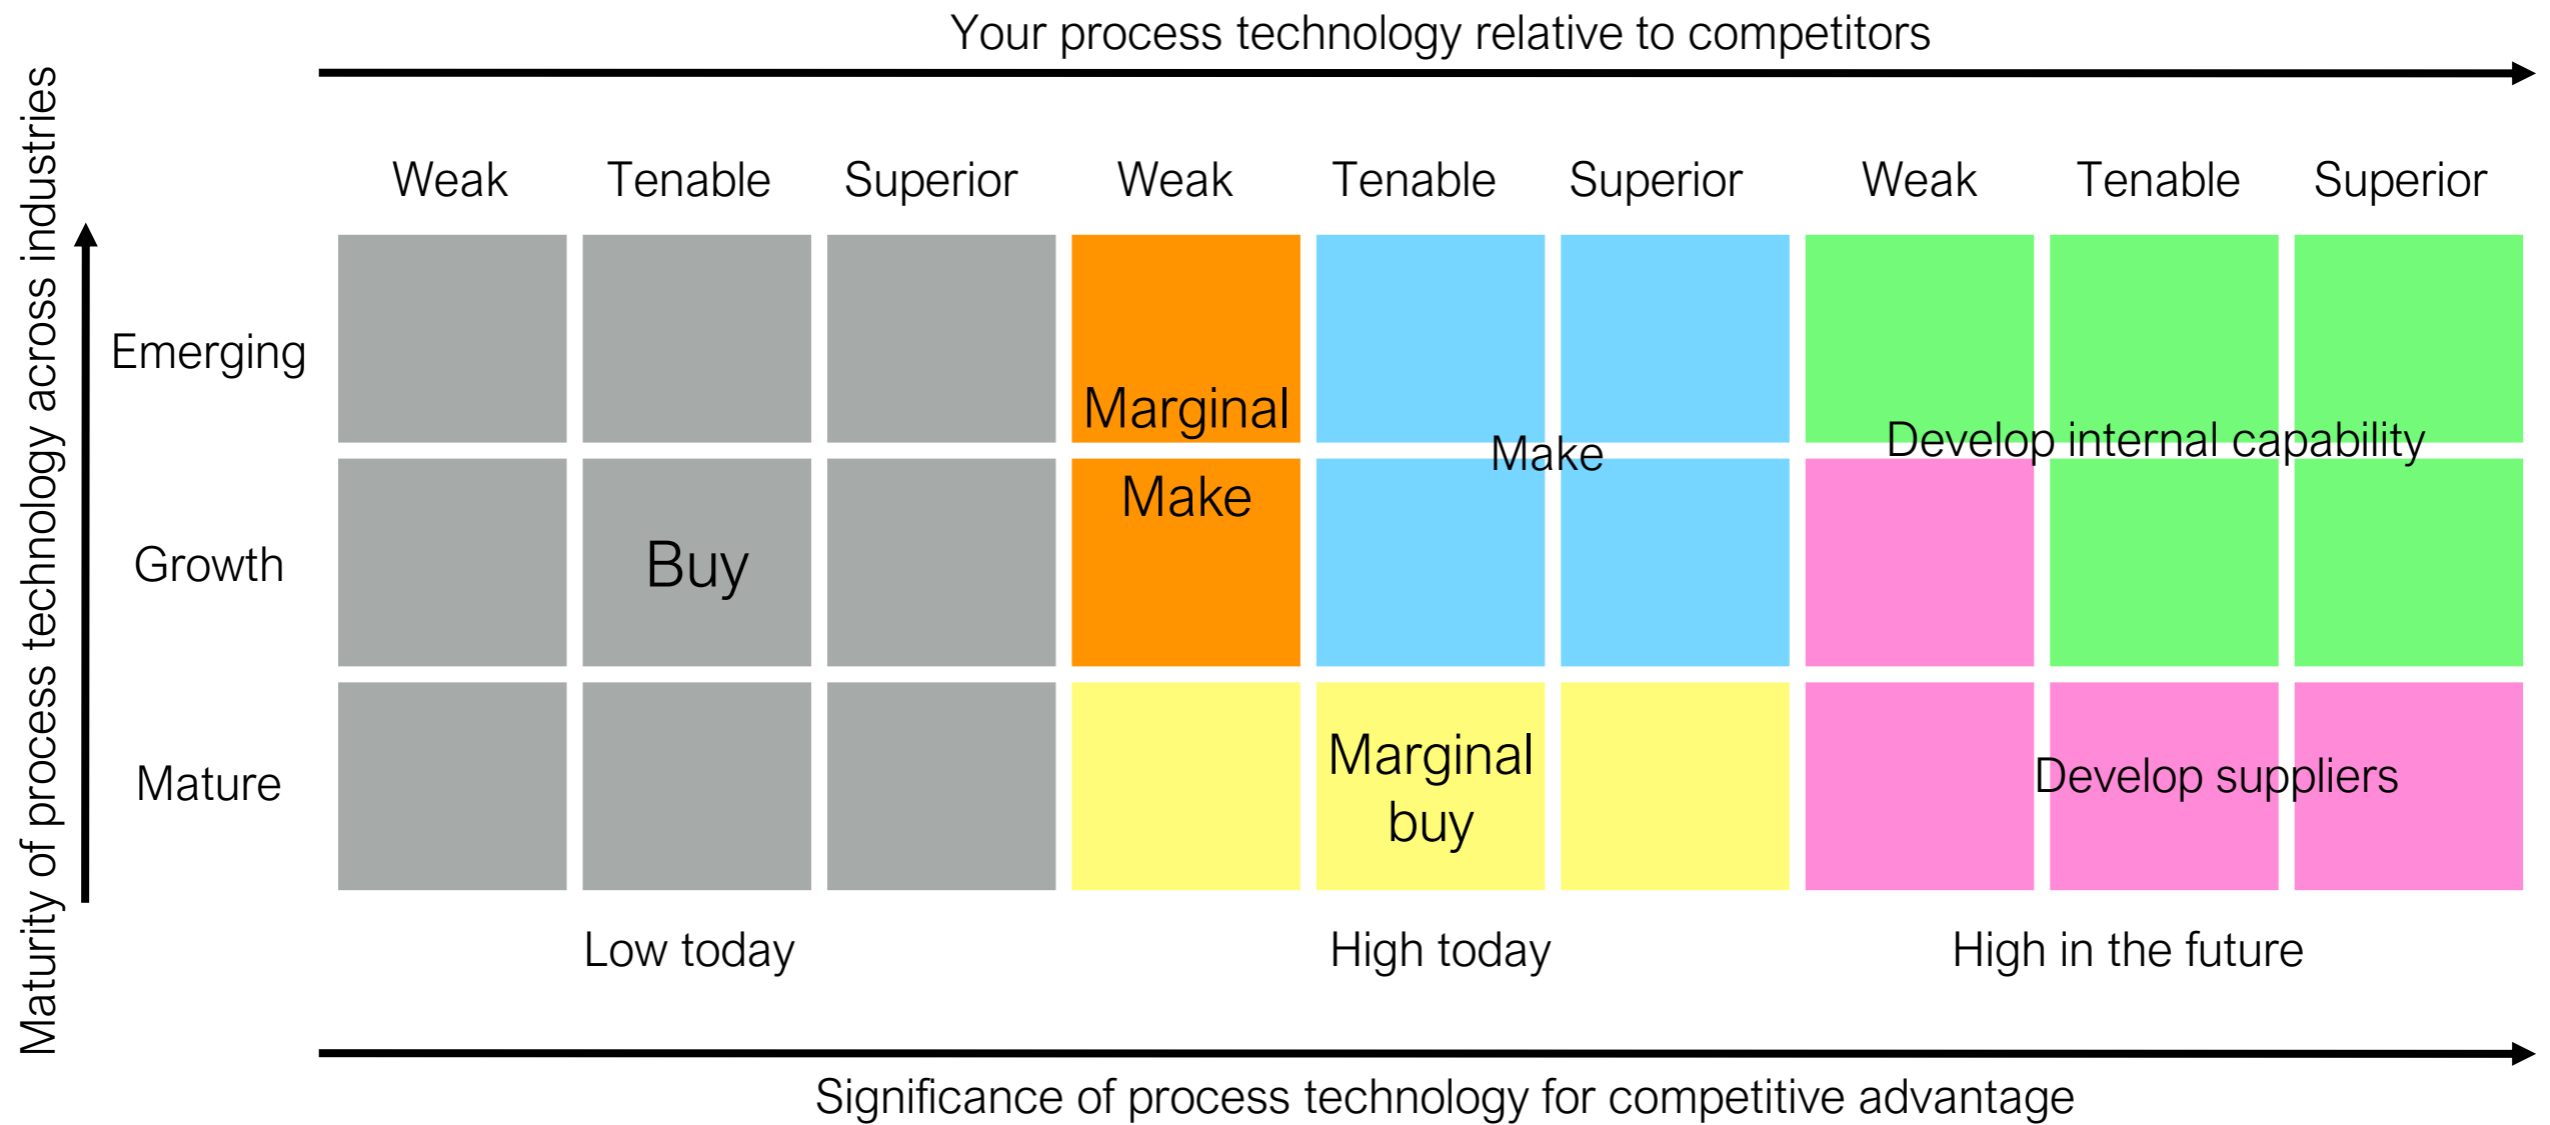 Your process technology relative to competitors
Maturity of process technology across industries
Weak Tenable Superior Weak Tenable Superior Weak Tenable Superior
Emerging
Marginal
Make
Make
Develop internal capability
Growth
Buy
Mature
Marginal
buy
Develop suppliers
Low today High today High in the future
Significance of process technology for competitive advantage